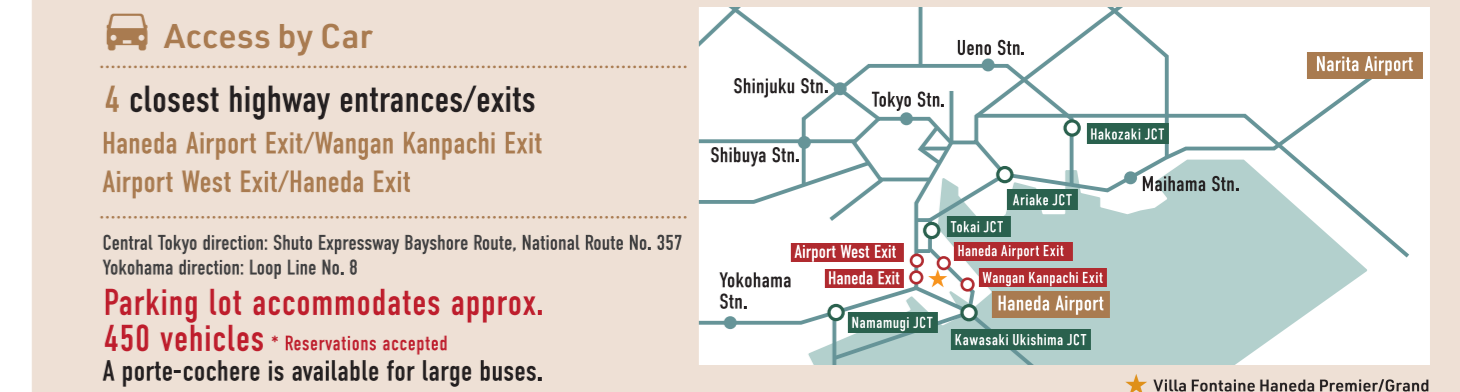 Access by Car
4 closest highway entrances/exits
Haneda Airport Exit/Wangan Kanpachi Exit
Airport West Exit/Haneda Exit
Central Tokyo direction: Shuto Expressway Bayshore Route, National Route No. 357
Yokohama direction: Loop Line No. 8
Parking lot accommodates approx.
450 vehicles * Reservations accepted
A porte-cochere is available for large buses.
Ueno Stn.
Narita Airport
Shinjuku Stn.
Tokyo Stn.
Hakozaki JCT
Shibuya Stn.
Maihama Stn.
Ariake JCT
Tokai JCT
Airport West Exit
Haneda Airport Exit
Haneda Exit
Wangan Kanpachi Exit
Yokohama
Stn.
Haneda Airport
Namamugi JCT
Kawasaki Ukishima JCT
★ Villa Fontaine Haneda Premier/Grand